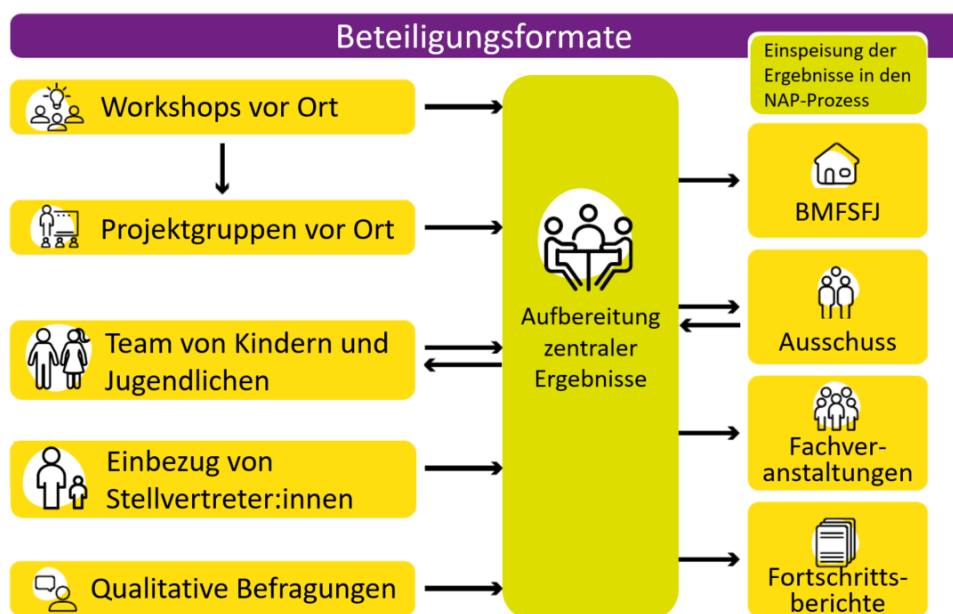 Beteiligungsformate
Einspeisung der
Ergebnisse in den
NAP-Prozess
Workshops vor Ort
Projektgruppen vor Ort
Team von Kindern und
Jugendlichen
Einbezug von
Stellvertreter:innen
Qualitative Befragungen
Aufbereitung
zentraler
Ergebnisse
BMFSFJ
Ausschuss
Fachver-
anstaltungen
Fortschritts-
berichte